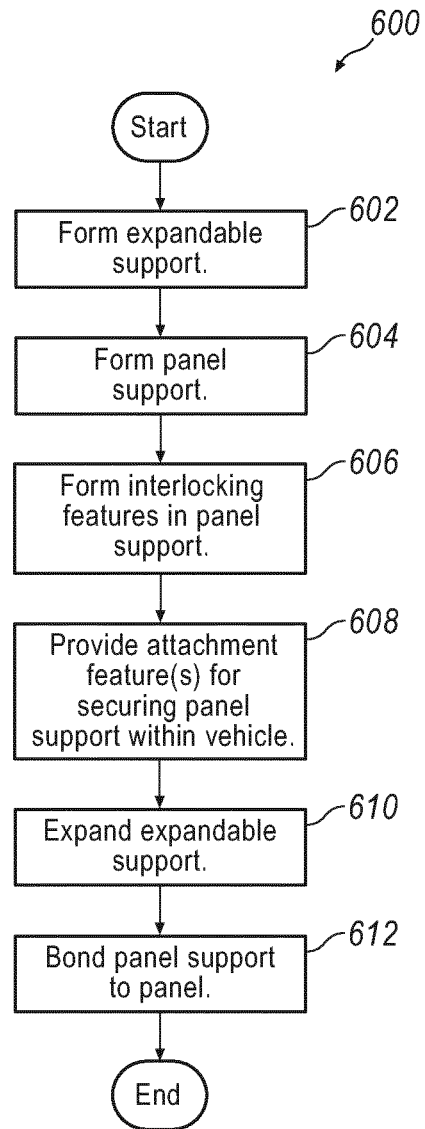 600
Start
602
Form expandable
support.
604
Form panel
support.
606
Form interlocking
features in panel
support.
608
Provide attachment
feature(s) for
securing panel
support within vehicle.
610
Expand expandable
support.
612
Bond panel support
to panel.
End